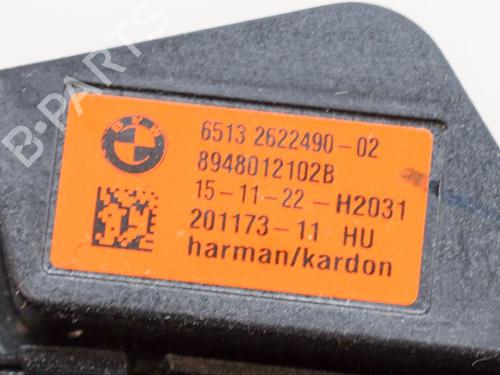 B-PARTS
BMW
6513 2622490-02
8948012102B
15-11-22-H2031
201173-11 HU
harman/kardon